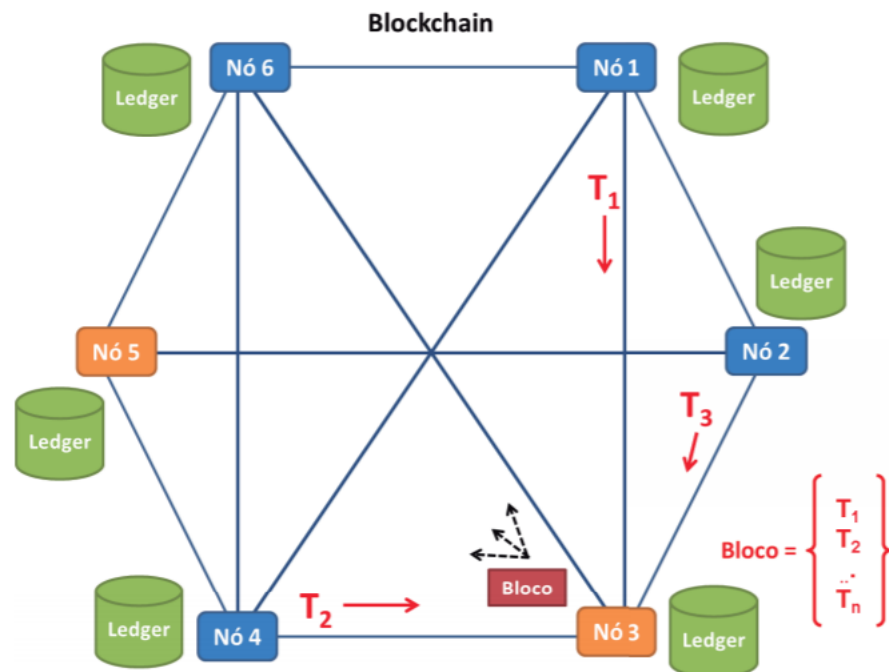 Blockchain
Ledger
Nó 6
Nó 1
Ledger
T₁
Ledger
Nó 5
Nó 2
Ledger
T₃
Bloco =
T₁
T₂
...
Tₙ
Bloco
T₂
Ledger
Nó 4
Nó 3
Ledger